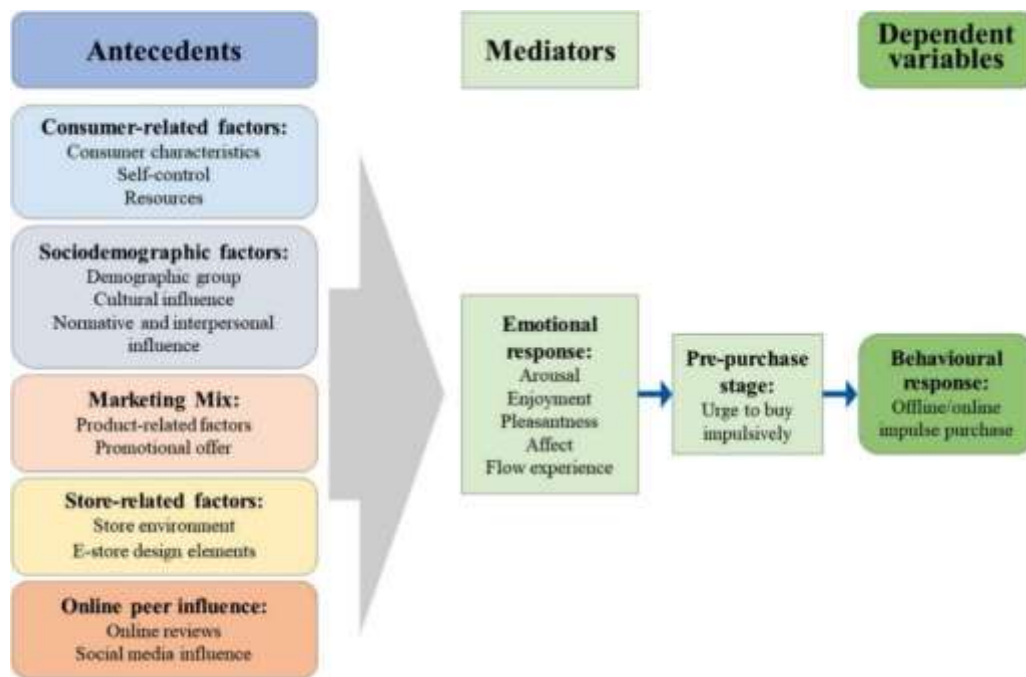 Antecedents
Mediators
Dependent
variables
Consumer-related factors:
Consumer characteristics
Self-control
Resources
Sociodemographic factors:
Demographic group
Cultural influence
Normative and interpersonal
influence
Marketing Mix:
Product-related factors
Promotional offer
Store-related factors:
Store environment
E-store design elements
Online peer influence:
Online reviews
Social media influence
Emotional
response:
Arousal
Enjoyment
Pleasantness
Affect
Flow experience
Pre-purchase
stage:
Urge to buy
impulsively
Behavioural
response:
Offline/online
impulse purchase